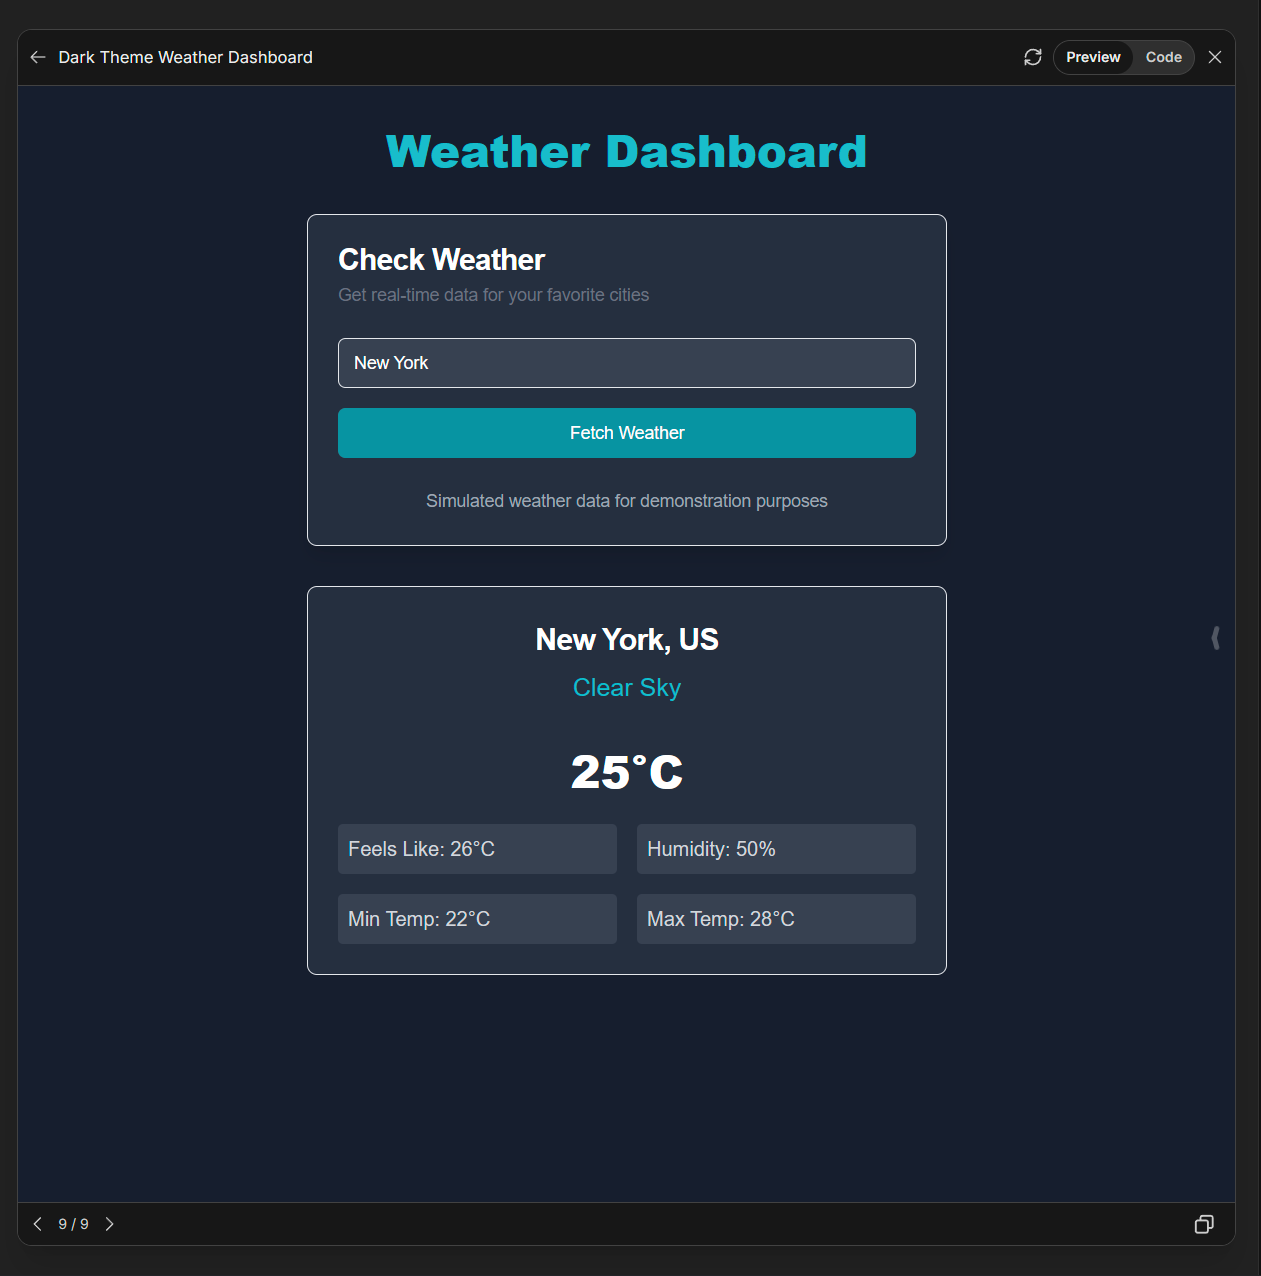 Dark Theme Weather Dashboard
Preview Code
Weather Dashboard
Check Weather
Get real-time data for your favorite cities
New York
Fetch Weather
Simulated weather data for demonstration purposes
New York, US
Clear Sky
25°C
Feels Like: 26°C
Humidity: 50%
Min Temp: 22°C
Max Temp: 28°C
9 / 9